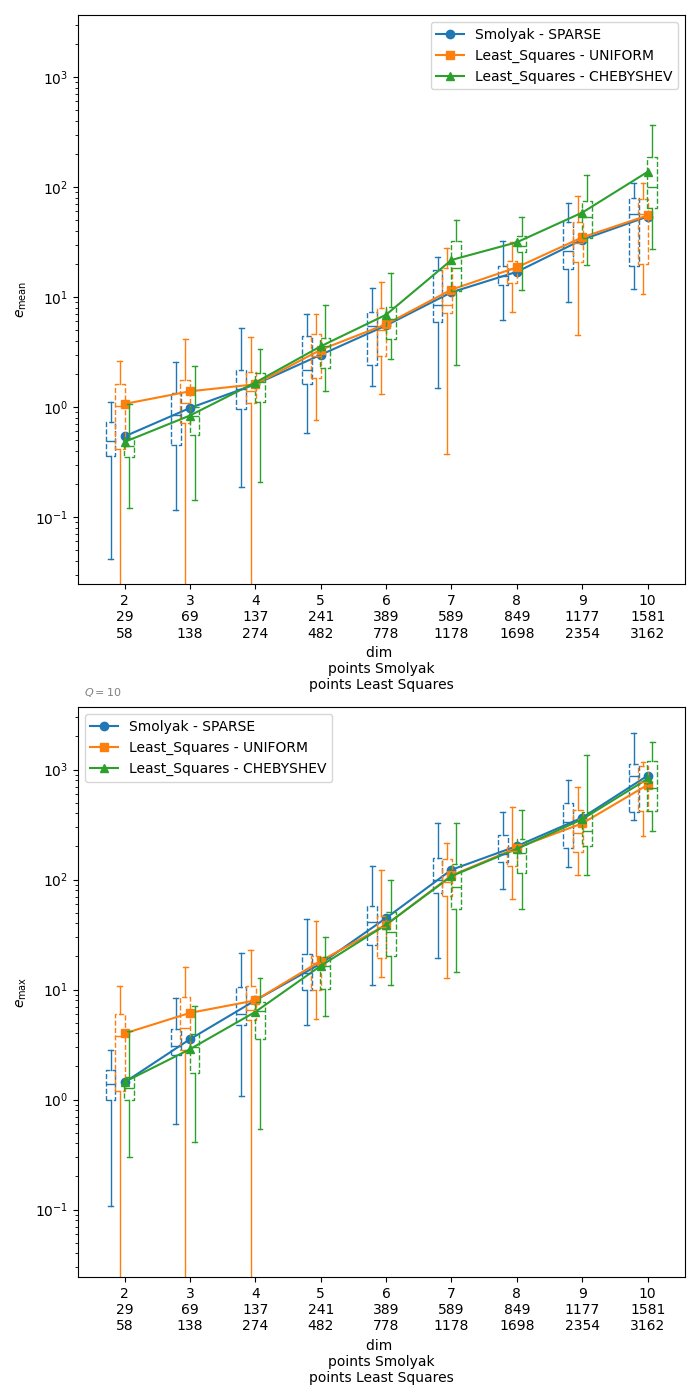 Smolyak - SPARSE
Least_Squares - UNIFORM
Least_Squares - CHEBYSHEV
10³
10²
10¹
10⁰
10⁻¹
e_mean
2 3 4 5 6 7 8 9 10
29 69 137 241 389 589 849 1177 1581
58 138 274 482 778 1178 1698 2354 3162
dim
points Smolyak
points Least Squares
Q = 10
Smolyak - SPARSE
Least_Squares - UNIFORM
Least_Squares - CHEBYSHEV
10³
10²
10¹
10⁰
10⁻¹
e_max
2 3 4 5 6 7 8 9 10
29 69 137 241 389 589 849 1177 1581
58 138 274 482 778 1178 1698 2354 3162
dim
points Smolyak
points Least Squares